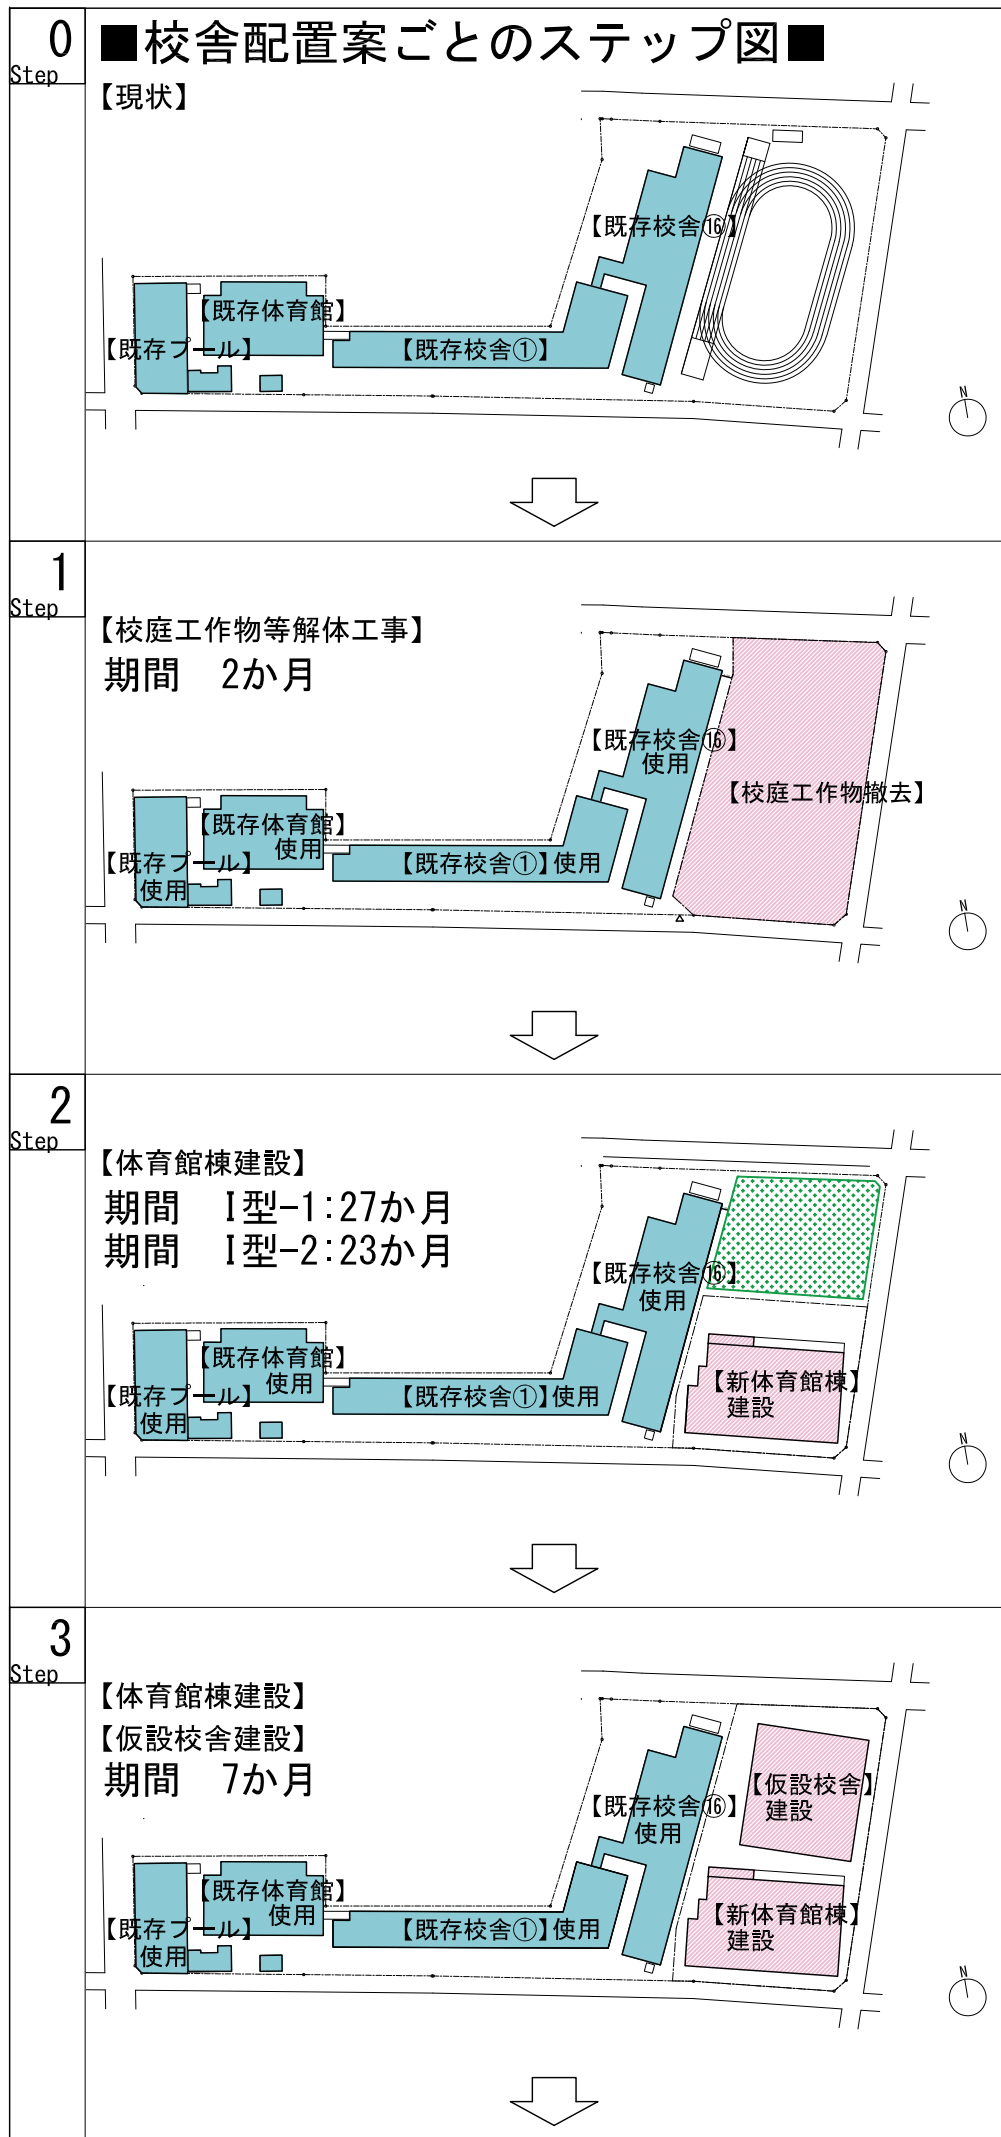 0
Step
■校舎配置案ごとのステップ図■
【現状】
【既存校舎⑯】
【既存体育館】
【既存プール】
【既存校舎①】
N
1
Step
【校庭工作物等解体工事】
期間 2か月
【既存校舎⑯】
使用
【校庭工作物撤去】
【既存体育館】
使用
【既存プール】
使用
【既存校舎①】使用
N
2
Step
【体育館棟建設】
期間 Ⅰ型-1:27か月
期間 Ⅰ型-2:23か月
【既存校舎⑯】
使用
【既存体育館】
使用
【既存プール】
使用
【既存校舎①】使用
【新体育館棟】
建設
N
3
Step
【体育館棟建設】
【仮設校舎建設】
期間 7か月
【仮設校舎】
建設
【既存校舎⑯】
使用
【既存体育館】
使用
【既存プール】
使用
【既存校舎①】使用
【新体育館棟】
建設
N